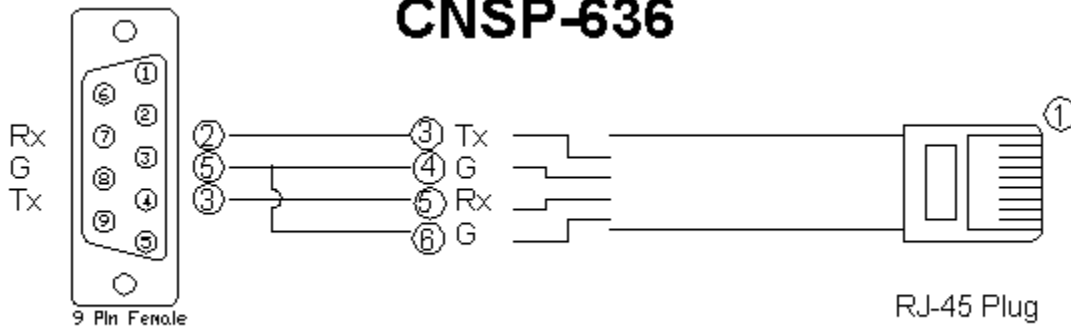 CNSP-636
1
6
2
7
3
8
4
9
5
Rx 2 3 Tx
G 5 4 G
Tx 3 5 Rx
6 G
1
9 Pin Female
RJ-45 Plug